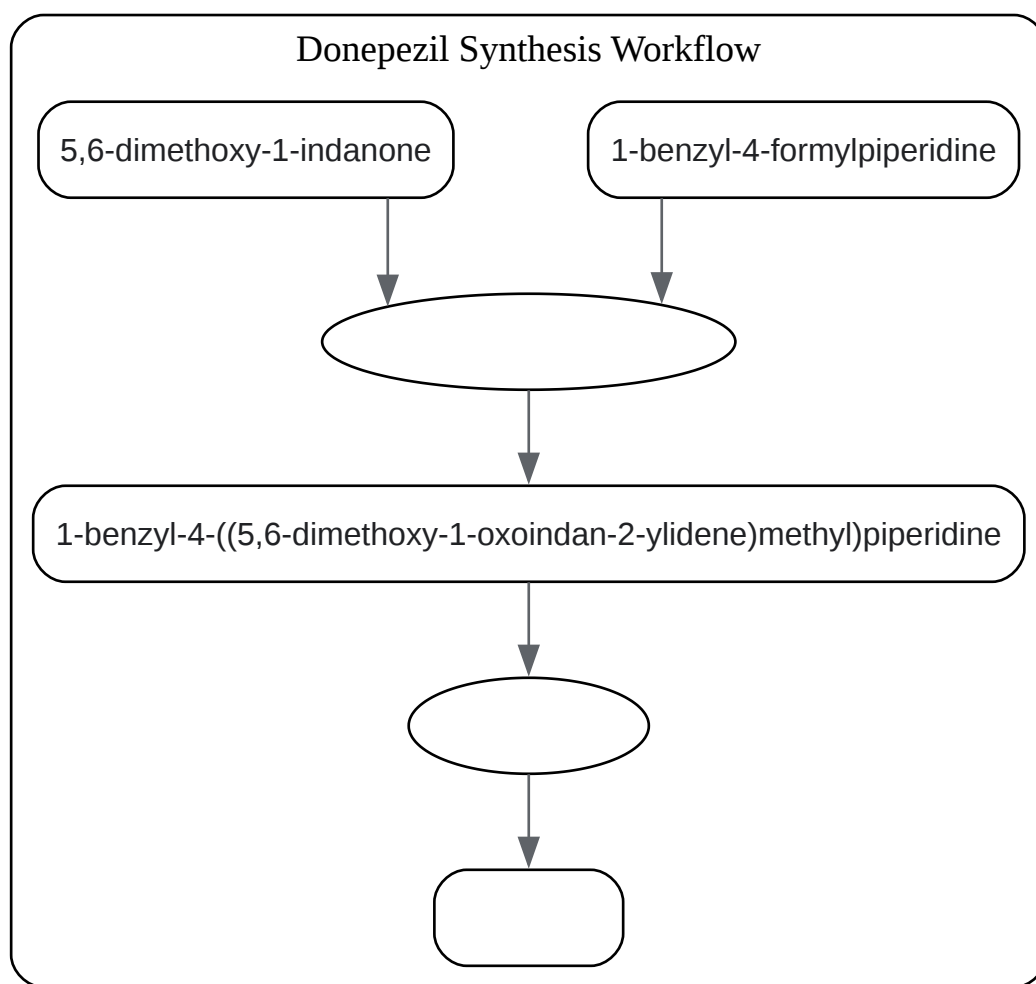 Donepezil Synthesis Workflow
5,6-dimethoxy-1-indanone
1-benzyl-4-formylpiperidine
1-benzyl-4-((5,6-dimethoxy-1-oxoindan-2-ylidene)methyl)piperidine